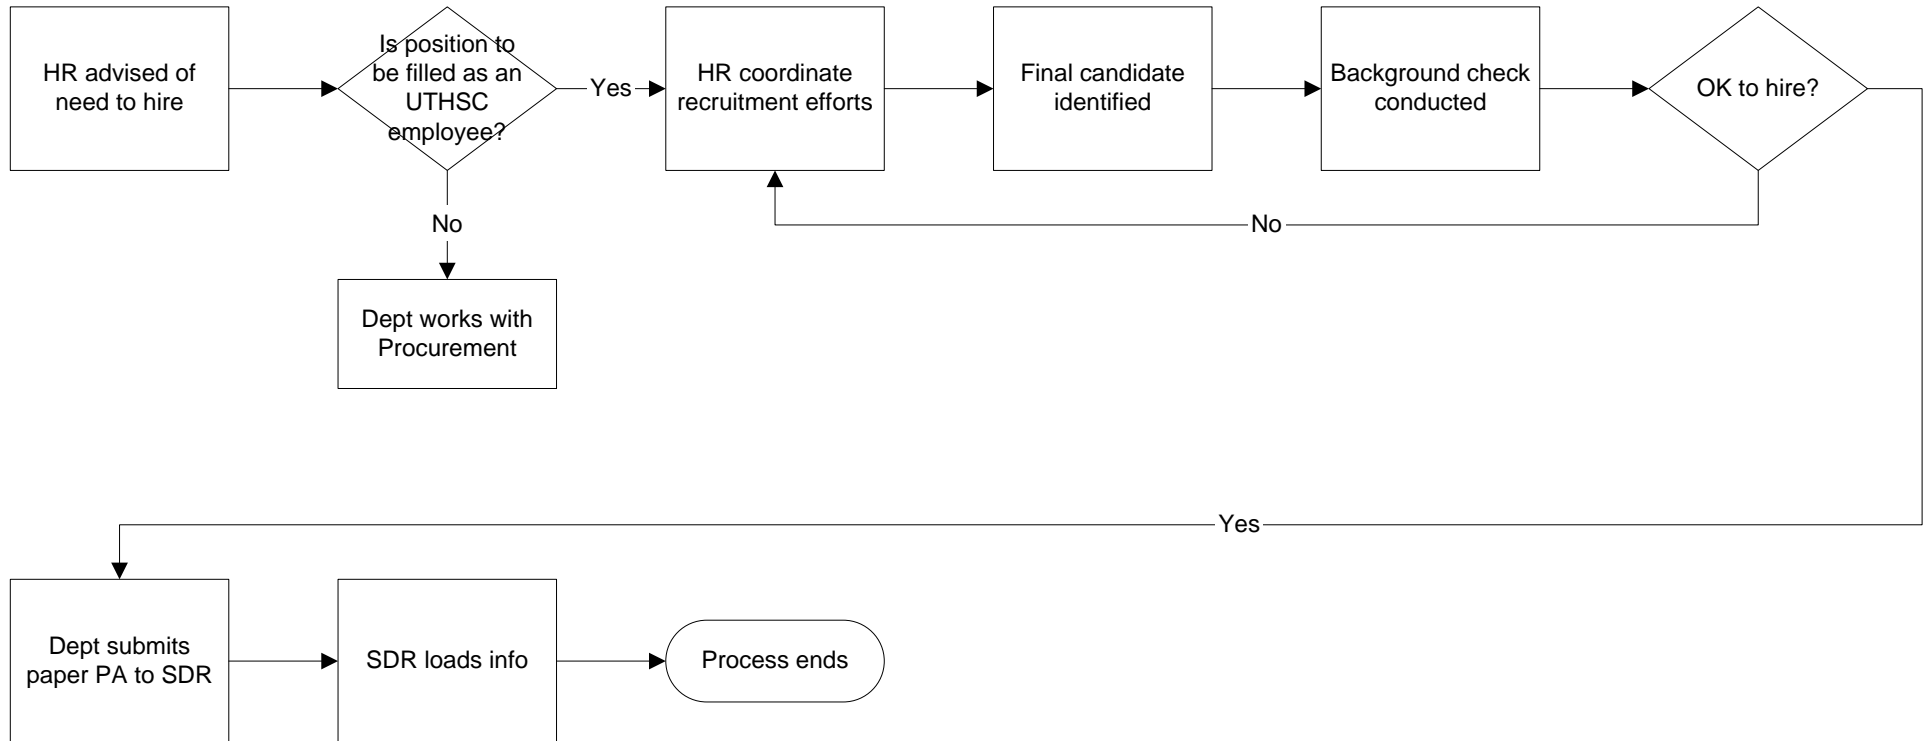 HR advised of
need to hire
Is position to
be filled as an
UTHSC
employee?
Yes
HR coordinate
recruitment efforts
Final candidate
identified
Background check
conducted
OK to hire?
No
No
Dept works with
Procurement
Yes
Dept submits
paper PA to SDR
SDR loads info
Process ends